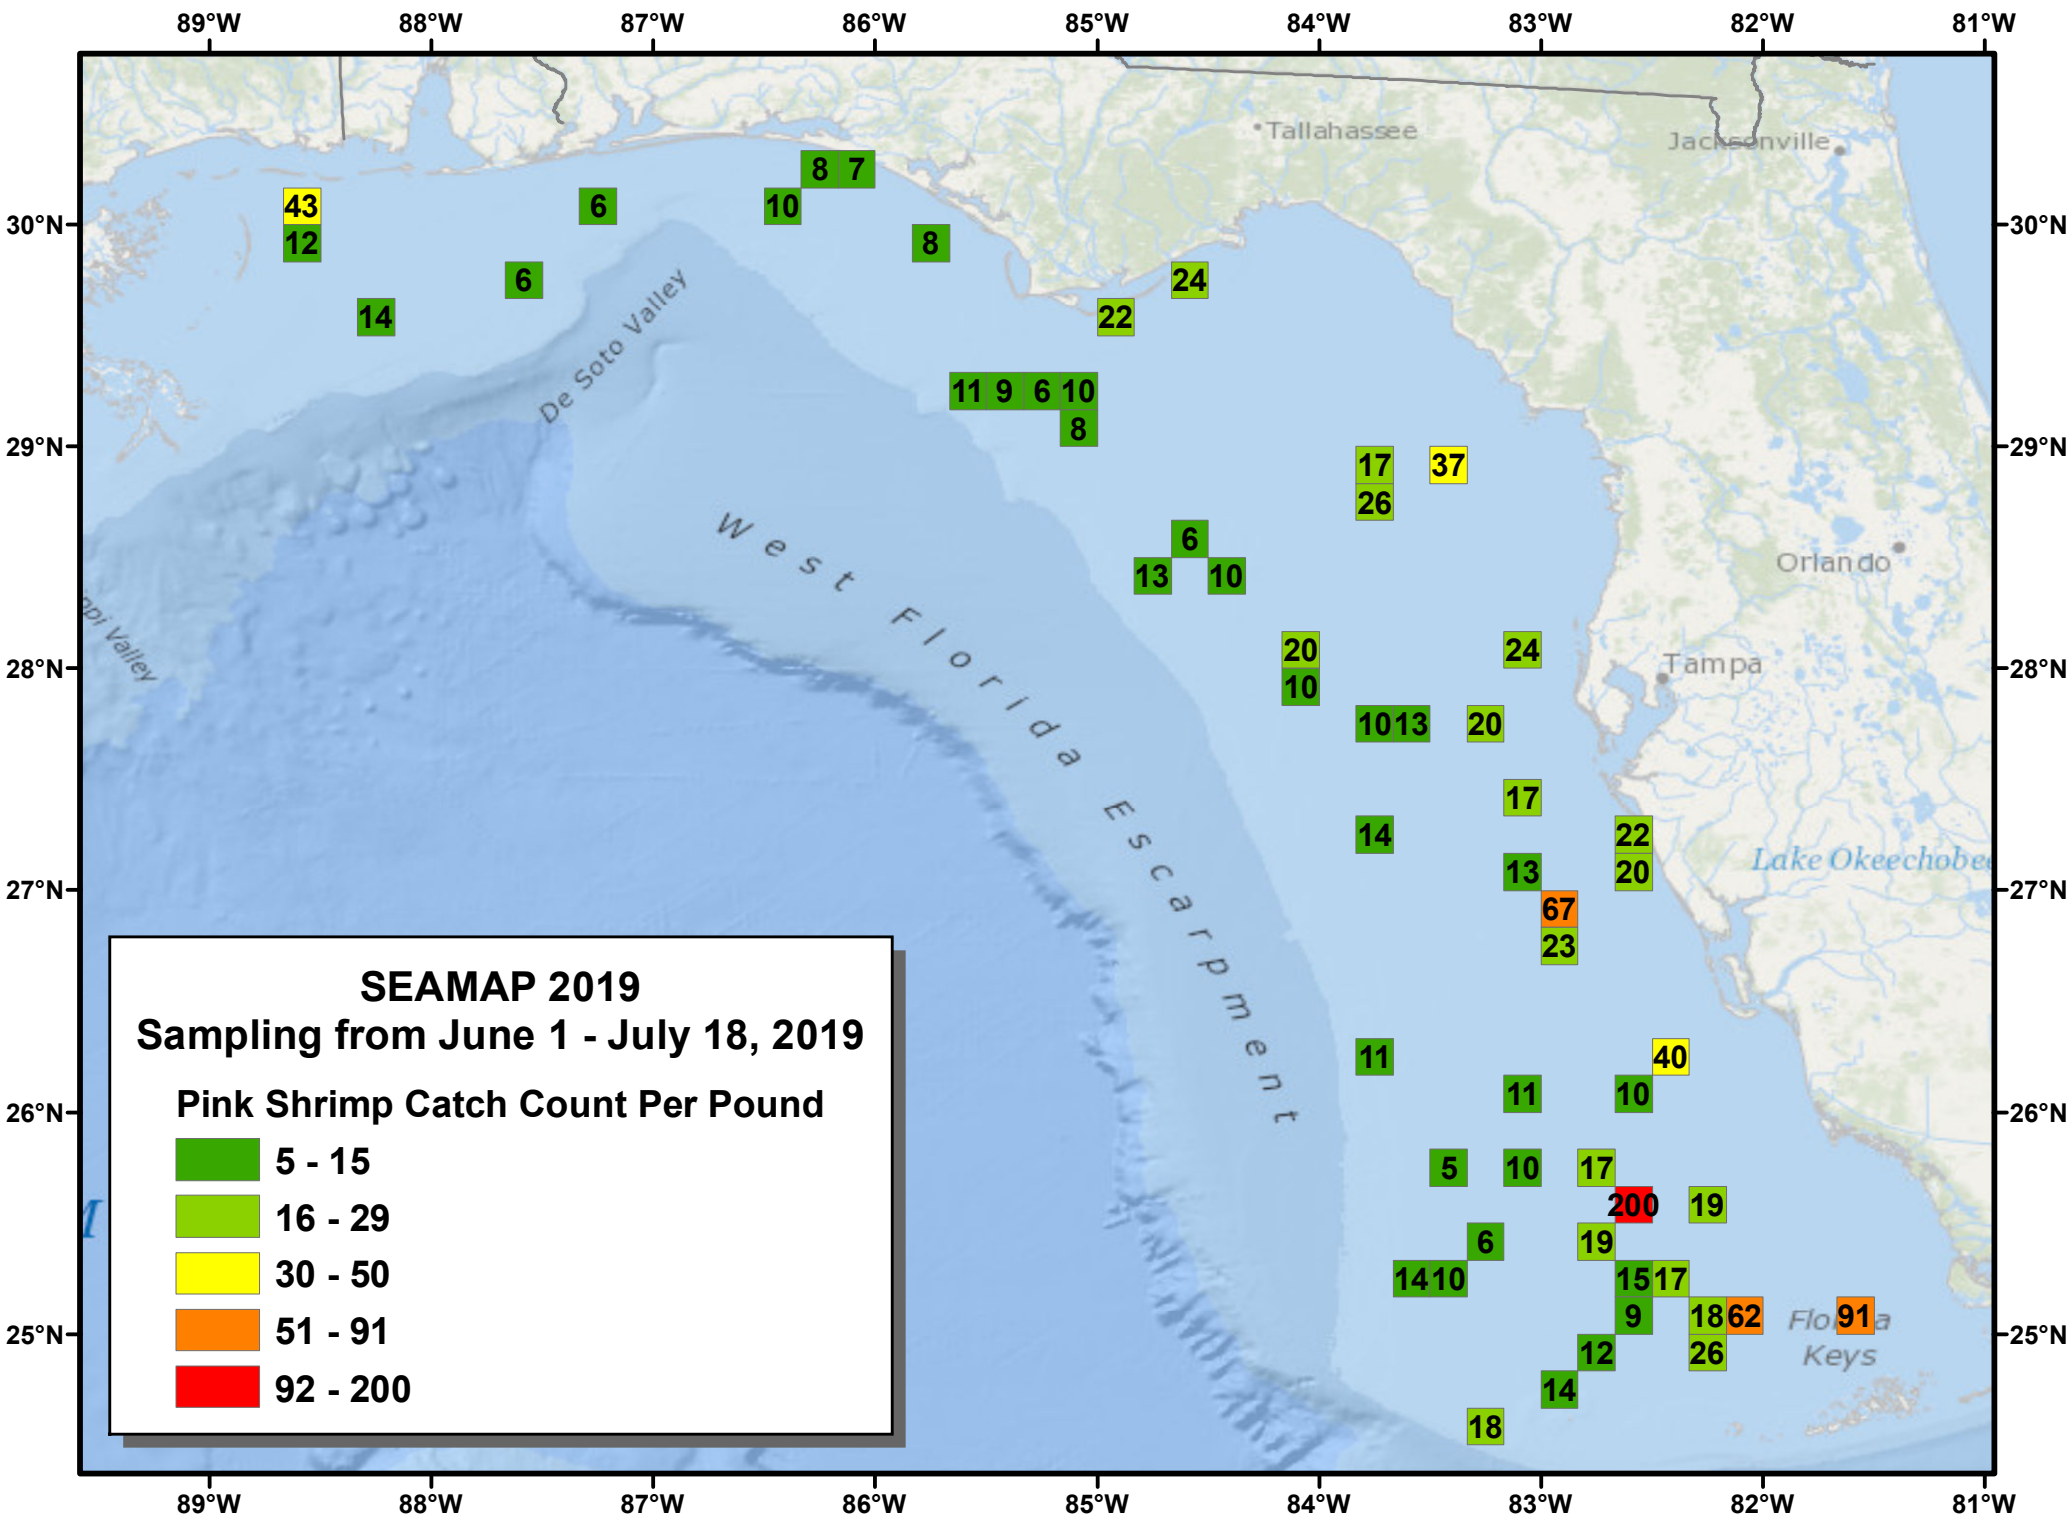 89°W 88°W 87°W 86°W 85°W 84°W 83°W 82°W 81°W
Tallahassee
Jacksonville
8 7
43 6 10
30°N 30°N
12 8
6 24
De Soto Valley
14 22
11 9 6 10
8
29°N 29°N
17 37
26
West Florida Escarpment
6
Orlando
13 10
Valley
20 24
28°N Tampa 28°N
10
10 13 20
17
14 22
Lake Okeechobee
13 20
27°N 27°N
67
23
SEAMAP 2019
Sampling from June 1 - July 18, 2019
Pink Shrimp Catch Count Per Pound
5 - 15
16 - 29
30 - 50
51 - 91
92 - 200
11 40
11 10
26°N 26°N
5 10 17
200 19
6 19
14 10 15 17
9 18 62 91
Florida
Keys
25°N 25°N
12 26
14
18
89°W 88°W 87°W 86°W 85°W 84°W 83°W 82°W 81°W